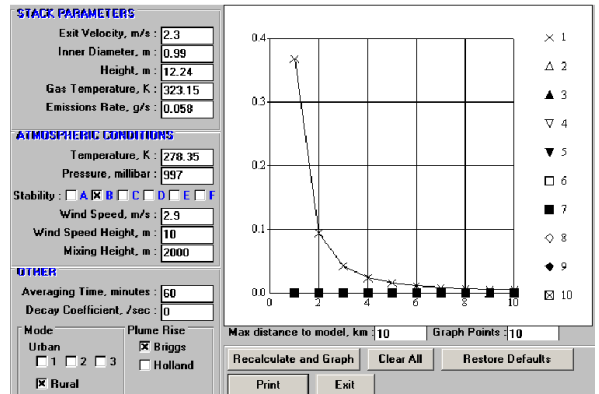 STACK PARAMETERS
Exit Velocity, m/s : 2.3
Inner Diameter, m : 0.99
Height, m : 12.24
Gas Temperature, K : 323.15
Emissions Rate, g/s : 0.058
ATMOSPHERIC CONDITIONS
Temperature, K : 278.35
Pressure, millibar : 997
Stability : A B C D E F
Wind Speed, m/s : 2.9
Wind Speed Height, m : 10
Mixing Height, m : 2000
OTHER
Averaging Time, minutes : 60
Decay Coefficient, /sec : 0
Mode
Urban
1 2 3
Rural
Plume Rise
Briggs
Holland
0.4
0.3
0.2
0.1
0.0
0 2 4 6 8 10
1
2
3
4
5
6
7
8
9
10
Max distance to model, km : 10 Graph Points : 10
Recalculate and Graph Clear All Restore Defaults
Print Exit